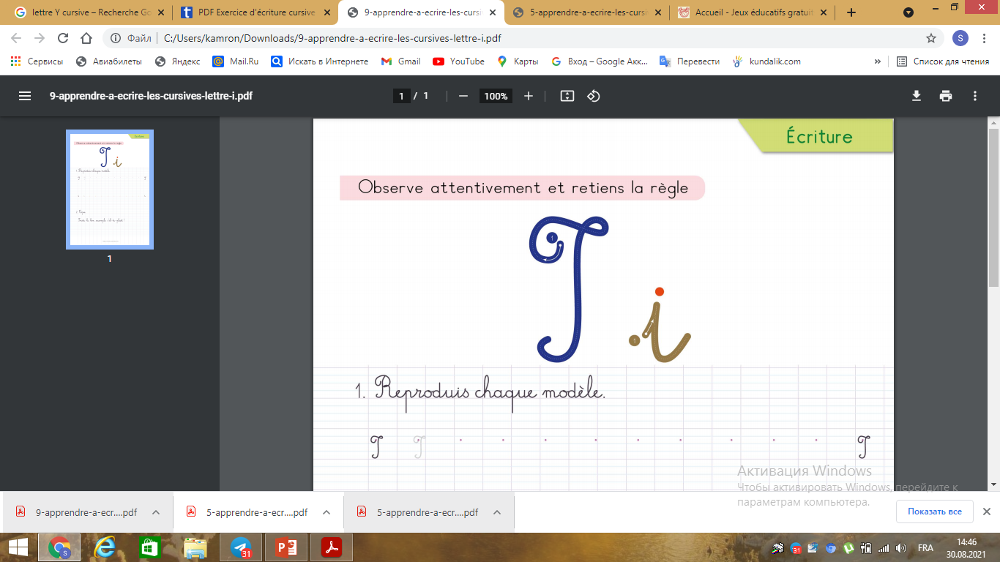 lettre Y cursive – Recherche Go
PDF Exercice d'écriture cursive
9-apprendre-a-ecrire-les-cursi
5-apprendre-a-ecrire-les-cursi
Accueil - Jeux éducatifs gratuit
Файл
C:/Users/kamron/Downloads/9-apprendre-a-ecrire-les-cursives-lettre-i.pdf
S
Сервисы
Авиабилеты
Яндекс
Mail.Ru
Искать в Интернете
Gmail
YouTube
Карты
Вход – Google Акк...
Перевести
kundalik.com
»
Список для чтения
9-apprendre-a-ecrire-les-cursives-lettre-i.pdf
1 / 1
100%
1
Écriture
Observe attentivement et retiens la règle
I i
1
1
1. Reproduis chaque modèle.
I I I
Активация Windows
Чтобы активировать Windows, перейдите к
параметрам компьютера.
9-apprendre-a-ecr....pdf
5-apprendre-a-ecr....pdf
5-apprendre-a-ecr....pdf
Показать все
31
31
FRA
14:46
30.08.2021